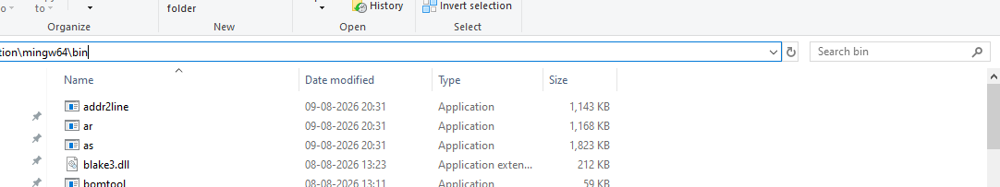 to
folder
History
Invert selection
Organize New Open Select
tion\mingw64\bin Search bin
Name Date modified Type Size
addr2line 09-08-2026 20:31 Application 1,143 KB
ar 09-08-2026 20:31 Application 1,168 KB
as 09-08-2026 20:31 Application 1,823 KB
blake3.dll 08-08-2026 13:23 Application exten... 212 KB
bomtool 08-08-2026 13:11 Application 59 KB